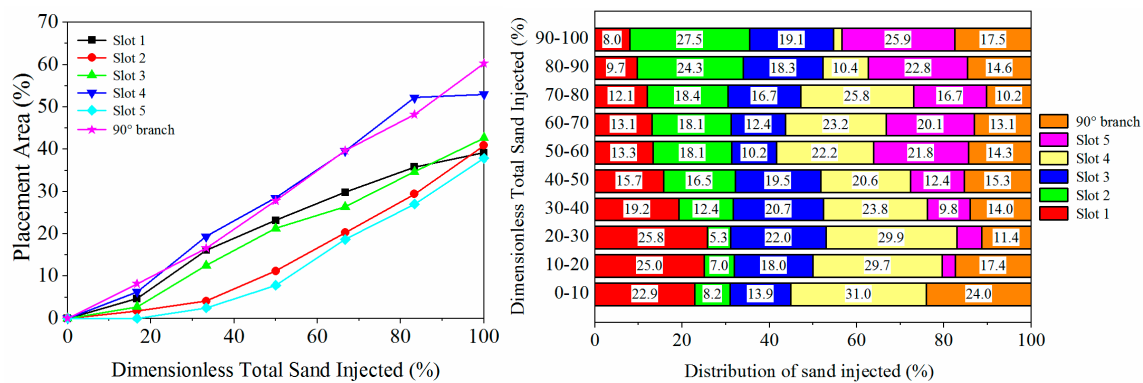 70
60
50
40
30
20
10
0
Placement Area (%)
Slot 1
Slot 2
Slot 3
Slot 4
Slot 5
90° branch
0 20 40 60 80 100
Dimensionless Total Sand Injected (%)
Dimensionless Total Sand Injected (%)
90-100 8.0 27.5 19.1 25.9 17.5
80-90 9.7 24.3 18.3 10.4 22.8 14.6
70-80 12.1 18.4 16.7 25.8 16.7 10.2
60-70 13.1 18.1 12.4 23.2 20.1 13.1
50-60 13.3 18.1 10.2 22.2 21.8 14.3
40-50 15.7 16.5 19.5 20.6 12.4 15.3
30-40 19.2 12.4 20.7 23.8 9.8 14.0
20-30 25.8 5.3 22.0 29.9 11.4
10-20 25.0 7.0 18.0 29.7 17.4
0-10 22.9 8.2 13.9 31.0 24.0
0 20 40 60 80 100
Distribution of sand injected (%)
90° branch
Slot 5
Slot 4
Slot 3
Slot 2
Slot 1